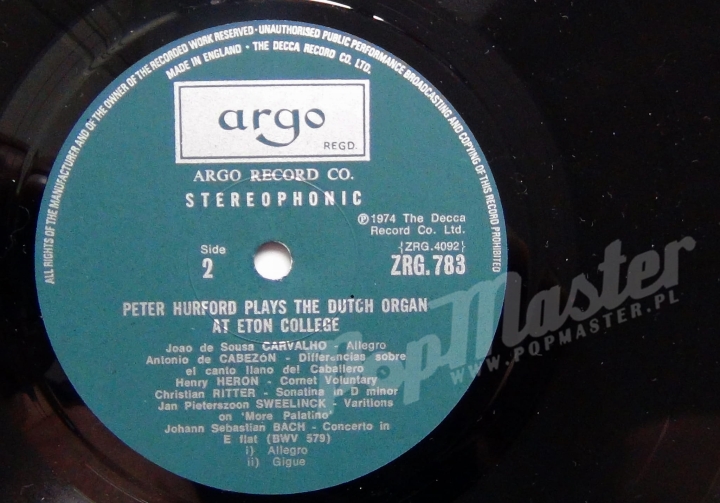 ALL RIGHTS OF THE MANUFACTURER AND OF THE OWNER OF THE RECORDED WORK RESERVED · UNAUTHORISED PUBLIC PERFORMANCE BROADCASTING AND COPYING OF THIS RECORD PROHIBITED
MADE IN ENGLAND · THE DECCA RECORD CO. LTD.
argo
REGD.
ARGO RECORD CO.
STEREOPHONIC
℗1974 The Decca
Record Co. Ltd.
Side
2
{ZRG.4092}
ZRG.783
PETER HURFORD PLAYS THE DUTCH ORGAN
AT ETON COLLEGE
Joao de Sousa CARVALHO - Allegro
Antonio de CABEZÓN - Differencias sobre
el canto llano del Caballero
Henry HERON - Cornet Voluntary
Christian RITTER - Sonatina in D minor
Jan Pieterszoon SWEELINCK - Varitions
on 'More Palatino'
Johann Sebastian BACH - Concerto in
E flat (BWV 579)
i) Allegro
ii) Gigue
PopMaster
WWW.POPMASTER.PL